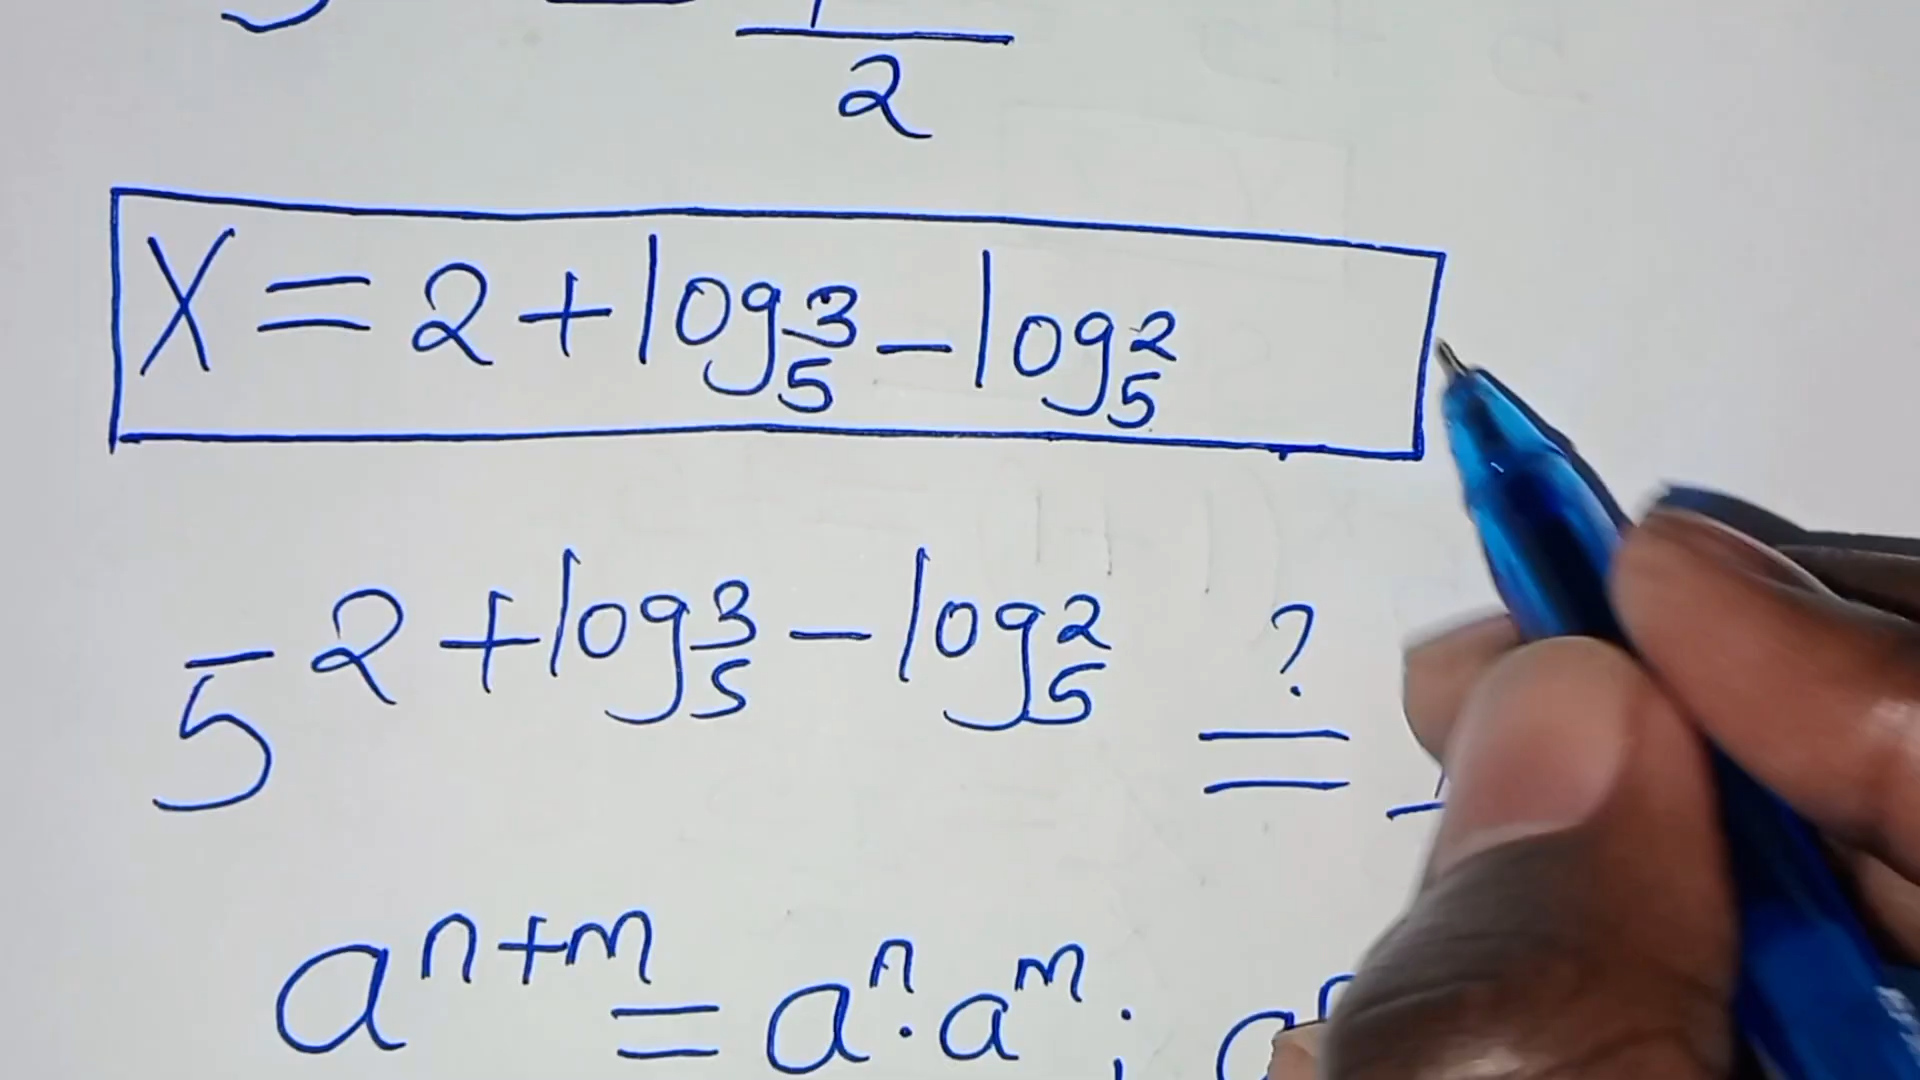 2
X = 2 + log₅3 - log₅2
5^(2 + log₅3 - log₅2) =?
a^(n+m) = a^n · a^m ; a^n